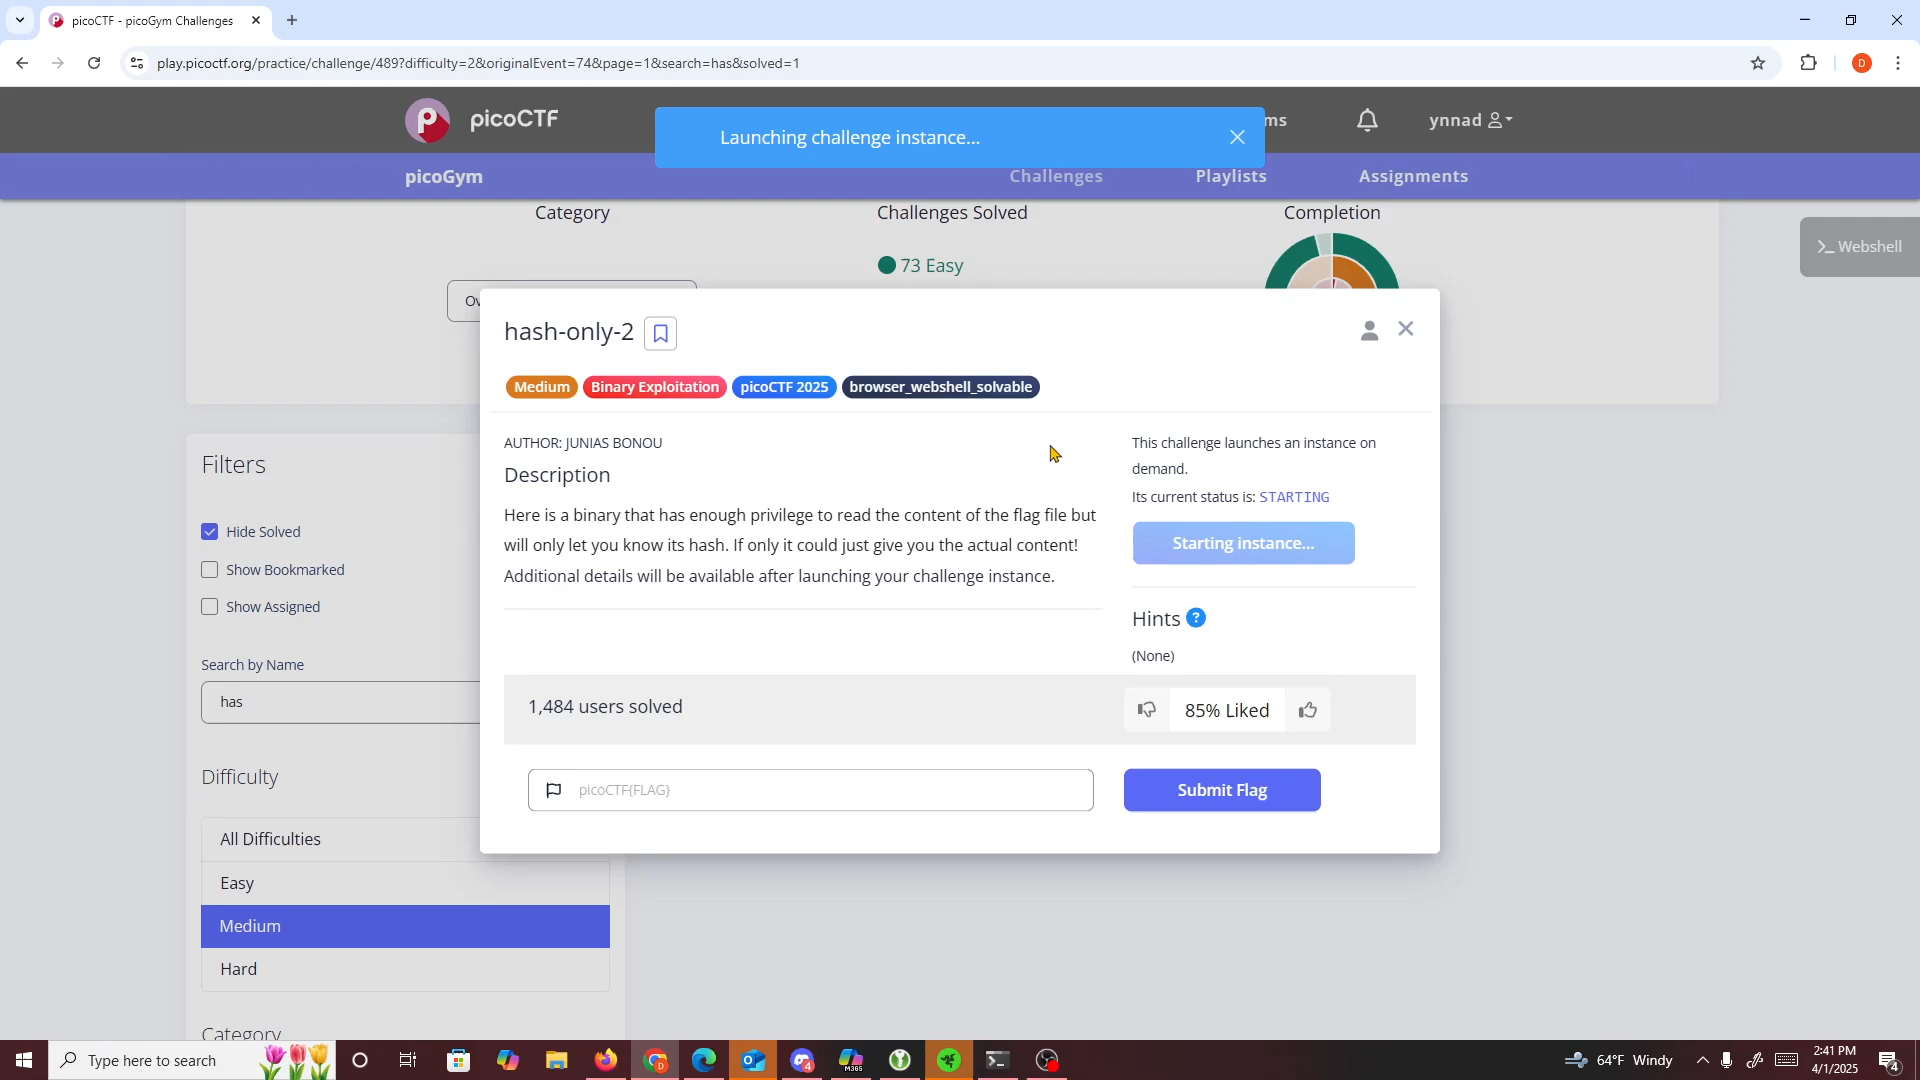 picoCTF - picoGym Challenges
play.picoctf.org/practice/challenge/489?difficulty=2&originalEvent=74&page=1&search=has&solved=1
D
picoCTF
Launching challenge instance...
ms
ynnad
picoGym
Challenges
Playlists
Assignments
Category
Challenges Solved
Completion
>_ Webshell
73 Easy
Ov
hash-only-2
Medium
Binary Exploitation
picoCTF 2025
browser_webshell_solvable
AUTHOR: JUNIAS BONOU
Description
Here is a binary that has enough privilege to read the content of the flag file but
will only let you know its hash. If only it could just give you the actual content!
Additional details will be available after launching your challenge instance.
This challenge launches an instance on
demand.
Its current status is: STARTING
Starting instance...
Hints ?
(None)
1,484 users solved
85% Liked
picoCTF{FLAG}
Submit Flag
Filters
Hide Solved
Show Bookmarked
Show Assigned
Search by Name
has
Difficulty
All Difficulties
Easy
Medium
Hard
Category
Type here to search
D
4
M365
64°F Windy
2:41 PM
4/1/2025
4